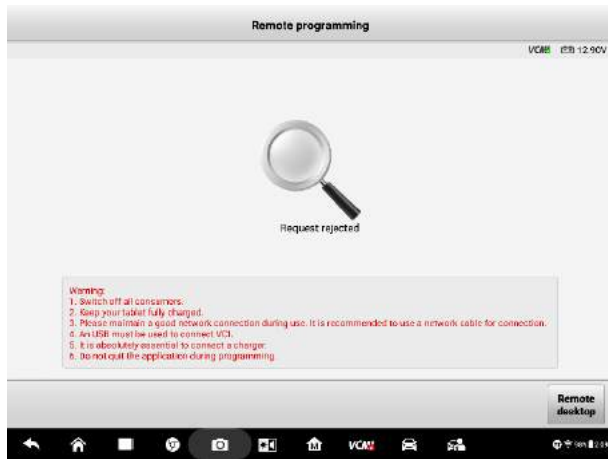 Remote programming
VCMI 12.90V
Request rejected
Warning:
1. Switch off all consumers.
2. Keep your tablet fully charged.
3. Please maintain a good network connection during use. It is recommended to use a network cable for connection.
4. An USB must be used to connect VCI.
5. It is absolutely essential to connect a charger.
6. Do not quit the application during programming
Remote
desktop
VCMI